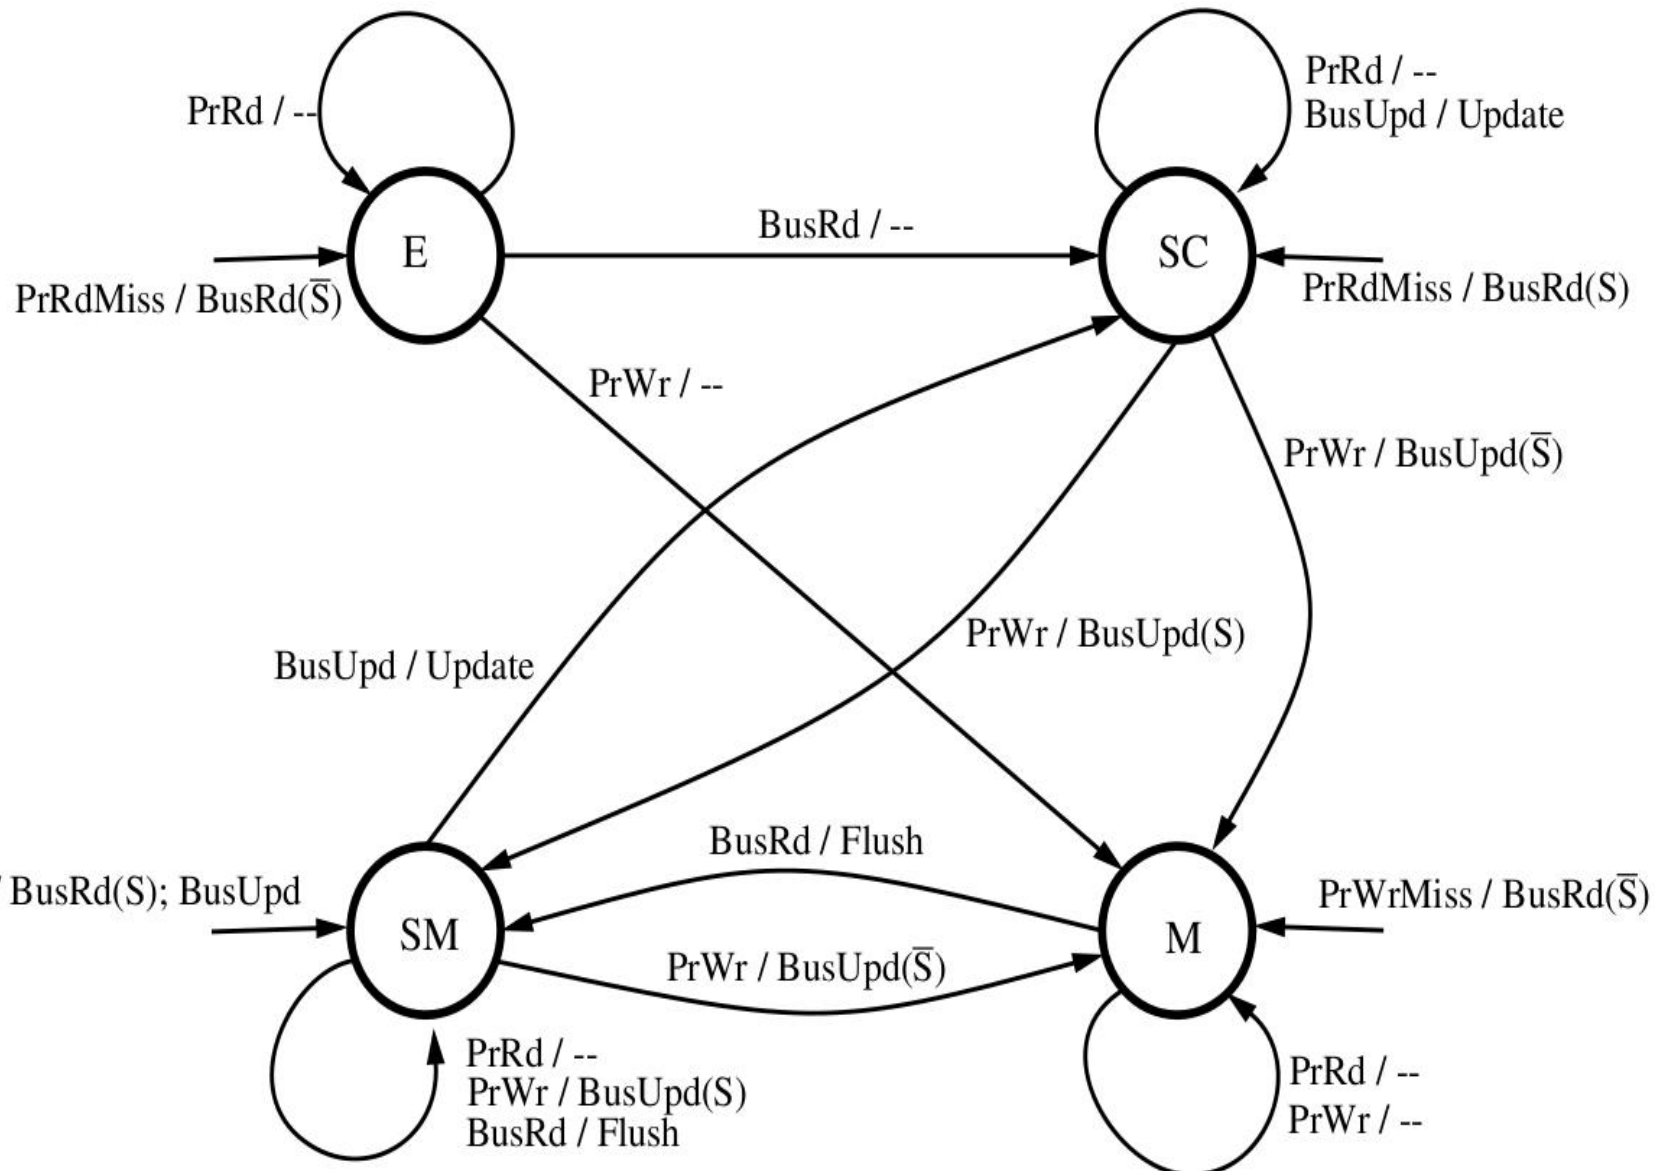 PrRd / --
PrRd / --
BusUpd / Update
E
BusRd / --
SC
PrRdMiss / BusRd(S̅)
PrRdMiss / BusRd(S)
PrWr / --
PrWr / BusUpd(S̅)
PrWr / BusUpd(S)
BusUpd / Update
BusRd / Flush
/ BusRd(S); BusUpd
SM
M
PrWrMiss / BusRd(S̅)
PrWr / BusUpd(S̅)
PrRd / --
PrWr / BusUpd(S)
BusRd / Flush
PrRd / --
PrWr / --